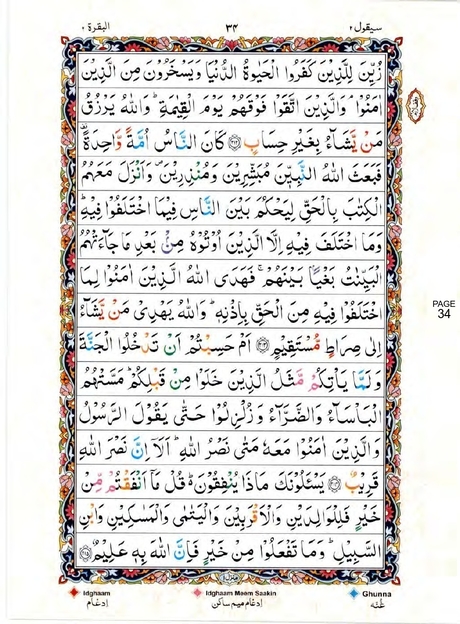 سيقول ٢ ٣٤ البقرة ٢
زُيِّنَ لِلَّذِيْنَ كَفَرُوا الْحَيٰوةُ الدُّنْيَا وَيَسْخَرُوْنَ مِنَ الَّذِيْنَ
اٰمَنُوْا ۘ وَالَّذِيْنَ اتَّقَوْا فَوْقَهُمْ يَوْمَ الْقِيٰمَةِ ؕ وَاللّٰهُ يَرْزُقُ
مَنْ يَّشَآءُ بِغَيْرِ حِسَابٍ ﴿٢١٢﴾ كَانَ النَّاسُ اُمَّةً وَّاحِدَةً ۟
فَبَعَثَ اللّٰهُ النَّبِيّٖنَ مُبَشِّرِيْنَ وَمُنْذِرِيْنَ ۪ وَاَنْزَلَ مَعَهُمُ
الْكِتٰبَ بِالْحَقِّ لِيَحْكُمَ بَيْنَ النَّاسِ فِيْمَا اخْتَلَفُوْا فِيْهِ ؕ
وَمَا اخْتَلَفَ فِيْهِ اِلَّا الَّذِيْنَ اُوْتُوْهُ مِنْۢ بَعْدِ مَا جَآءَتْهُمُ
الْبَيِّنٰتُ بَغْيًۢا بَيْنَهُمْ ۚ فَهَدَى اللّٰهُ الَّذِيْنَ اٰمَنُوْا لِمَا
اخْتَلَفُوْا فِيْهِ مِنَ الْحَقِّ بِاِذْنِهٖ ؕ وَاللّٰهُ يَهْدِيْ مَنْ يَّشَآءُ
PAGE
34
اِلٰى صِرَاطٍ مُّسْتَقِيْمٍ ﴿٢١٣﴾ اَمْ حَسِبْتُمْ اَنْ تَدْخُلُوا الْجَنَّةَ
وَلَمَّا يَاْتِكُمْ مَّثَلُ الَّذِيْنَ خَلَوْا مِنْ قَبْلِكُمْ ؕ مَسَّتْهُمُ
الْبَاْسَآءُ وَالضَّرَّآءُ وَزُلْزِلُوْا حَتّٰى يَقُوْلَ الرَّسُوْلُ
وَالَّذِيْنَ اٰمَنُوْا مَعَهٗ مَتٰى نَصْرُ اللّٰهِ ؕ اَلَاۤ اِنَّ نَصْرَ اللّٰهِ
قَرِيْبٌ ﴿٢١٤﴾ يَسْـَٔلُوْنَكَ مَاذَا يُنْفِقُوْنَ ؕ قُلْ مَاۤ اَنْفَقْتُمْ مِّنْ
خَيْرٍ فَلِلْوَالِدَيْنِ وَالْاَقْرَبِيْنَ وَالْيَتٰمٰى وَالْمَسٰكِيْنِ وَابْنِ
السَّبِيْلِ ؕ وَمَا تَفْعَلُوْا مِنْ خَيْرٍ فَاِنَّ اللّٰهَ بِهٖ عَلِيْمٌ ﴿٢١٥﴾
Idghaam Idghaam Meem Saakin Ghunna
اِدغام اِدغام میم ساکن غُنّہ